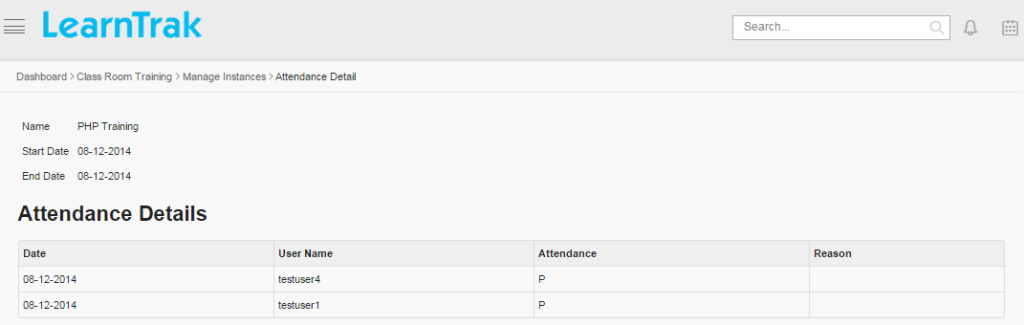 LearnTrak
Search...
Dashboard > Class Room Training > Manage Instances > Attendance Detail
Name PHP Training
Start Date 08-12-2014
End Date 08-12-2014
Attendance Details
Date User Name Attendance Reason
08-12-2014 testuser4 P
08-12-2014 testuser1 P